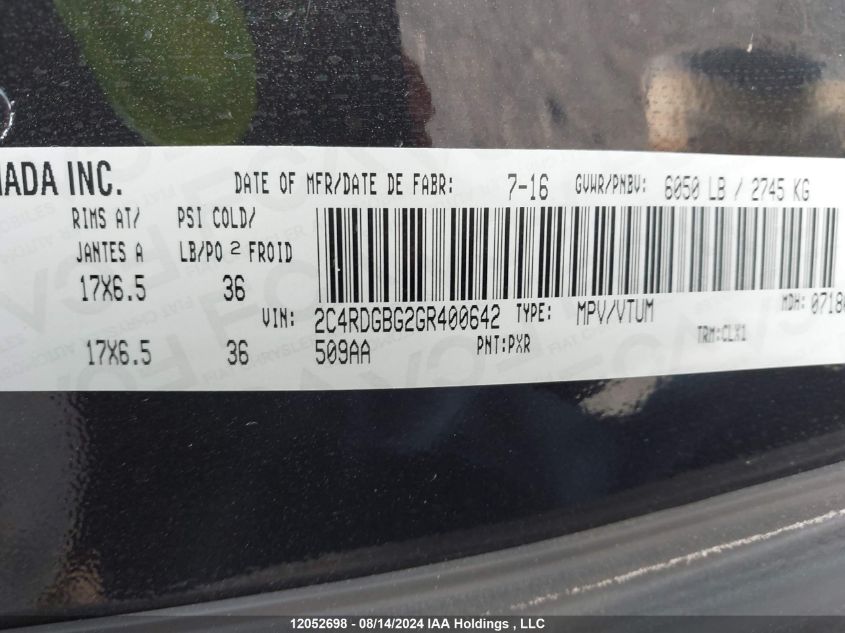 INC.
DATE OF MFR/DATE DE FABR: 7-16 GVWR/PNBV: 6050 LB / 2745 KG
RIMS AT/ PSI COLD/
JANTES A LB/PO 2 FROID
17X6.5 36
VIN: 2C4RDGBG2GR400642 TYPE: MPV/VTUM MDH:
17X6.5 36 509AA PNT:PXR TRM:CLX1
12052698 - 08/14/2024 IAA Holdings , LLC